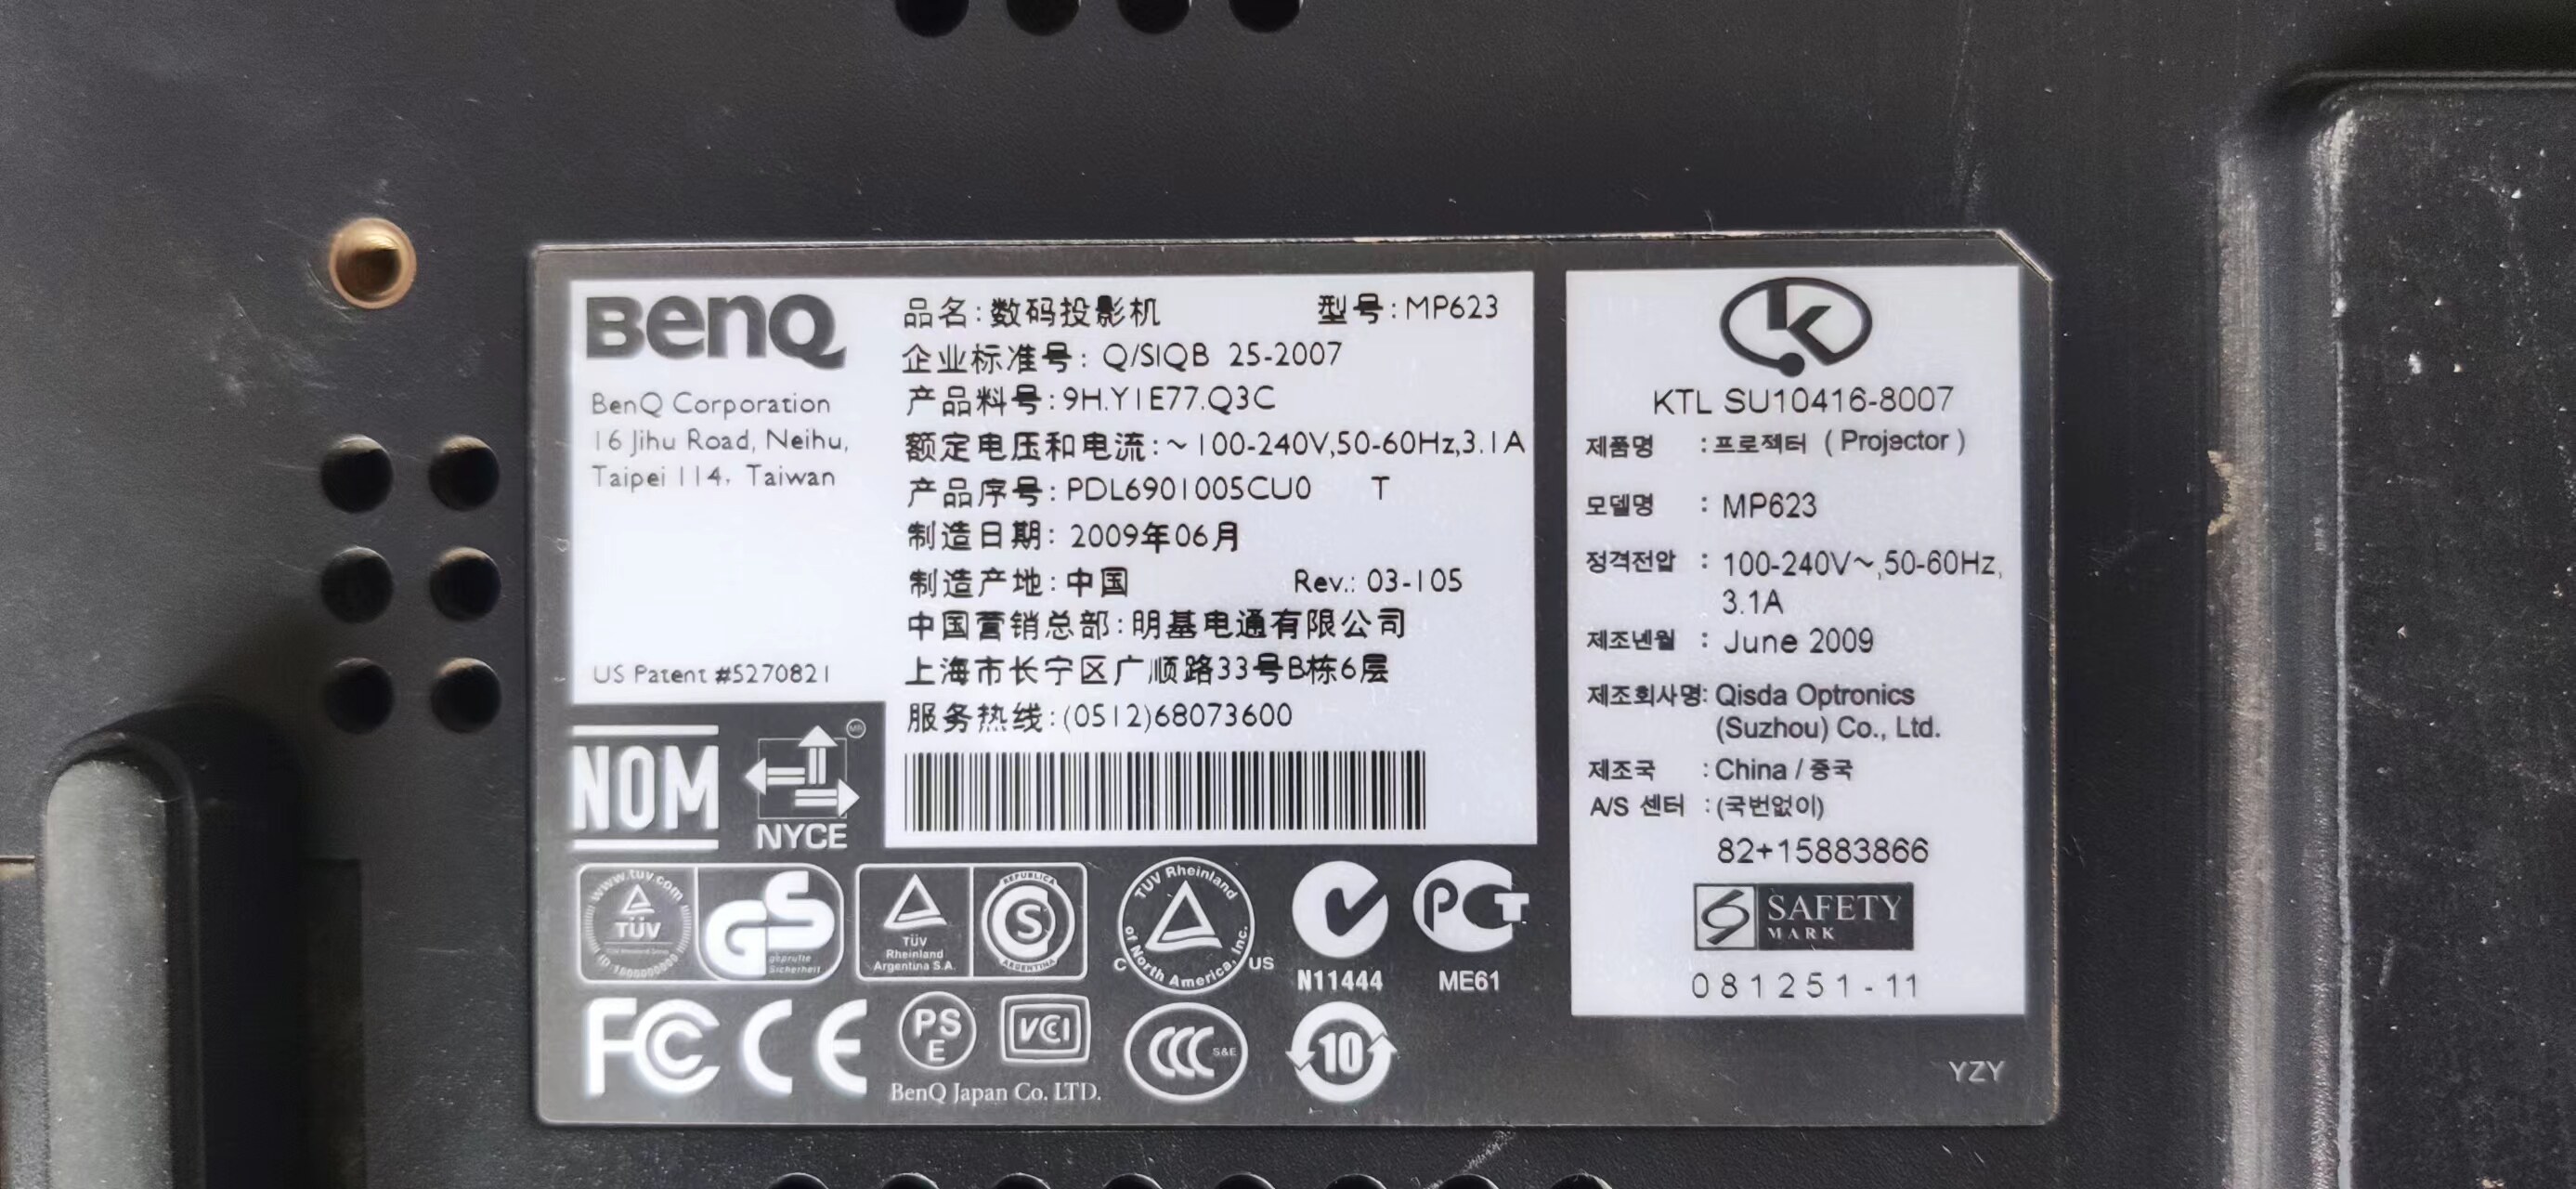 BenQ
BenQ Corporation
16 Jihu Road, Neihu,
Taipei 114, Taiwan
US Patent #5270821
品名:数码投影机 型号:MP623
企业标准号: Q/SIQB 25-2007
产品料号:9H.Y1E77.Q3C
额定电压和电流:~100-240V,50-60Hz,3.1A
产品序号:PDL6901005CU0 T
制造日期: 2009年06月
制造产地:中国 Rev.: 03-105
中国营销总部:明基电通有限公司
上海市长宁区广顺路33号B栋6层
服务热线:(0512)68073600
NOM
NYCE
www.tuv.com
TÜV
GS
geprüfte
Sicherheit
TÜV
Rheinland
Argentina S.A.
REPUBLICA
S
ARGENTINA
TUV Rheinland
of North America, Inc.
C US
N11444
PCT
ME61
FC CE
PS
E
VCI
BenQ Japan Co. LTD.
CCC S&E
10
KTL SU10416-8007
제품명 :프로젝터 ( Projector )
모델명 : MP623
정격전압 : 100-240V~,50-60Hz,
3.1A
제조년월 : June 2009
제조회사명: Qisda Optronics
(Suzhou) Co., Ltd.
제조국 :China / 중국
A/S 센터 :(국번없이)
82+15883866
SAFETY
MARK
081251-11
YZY